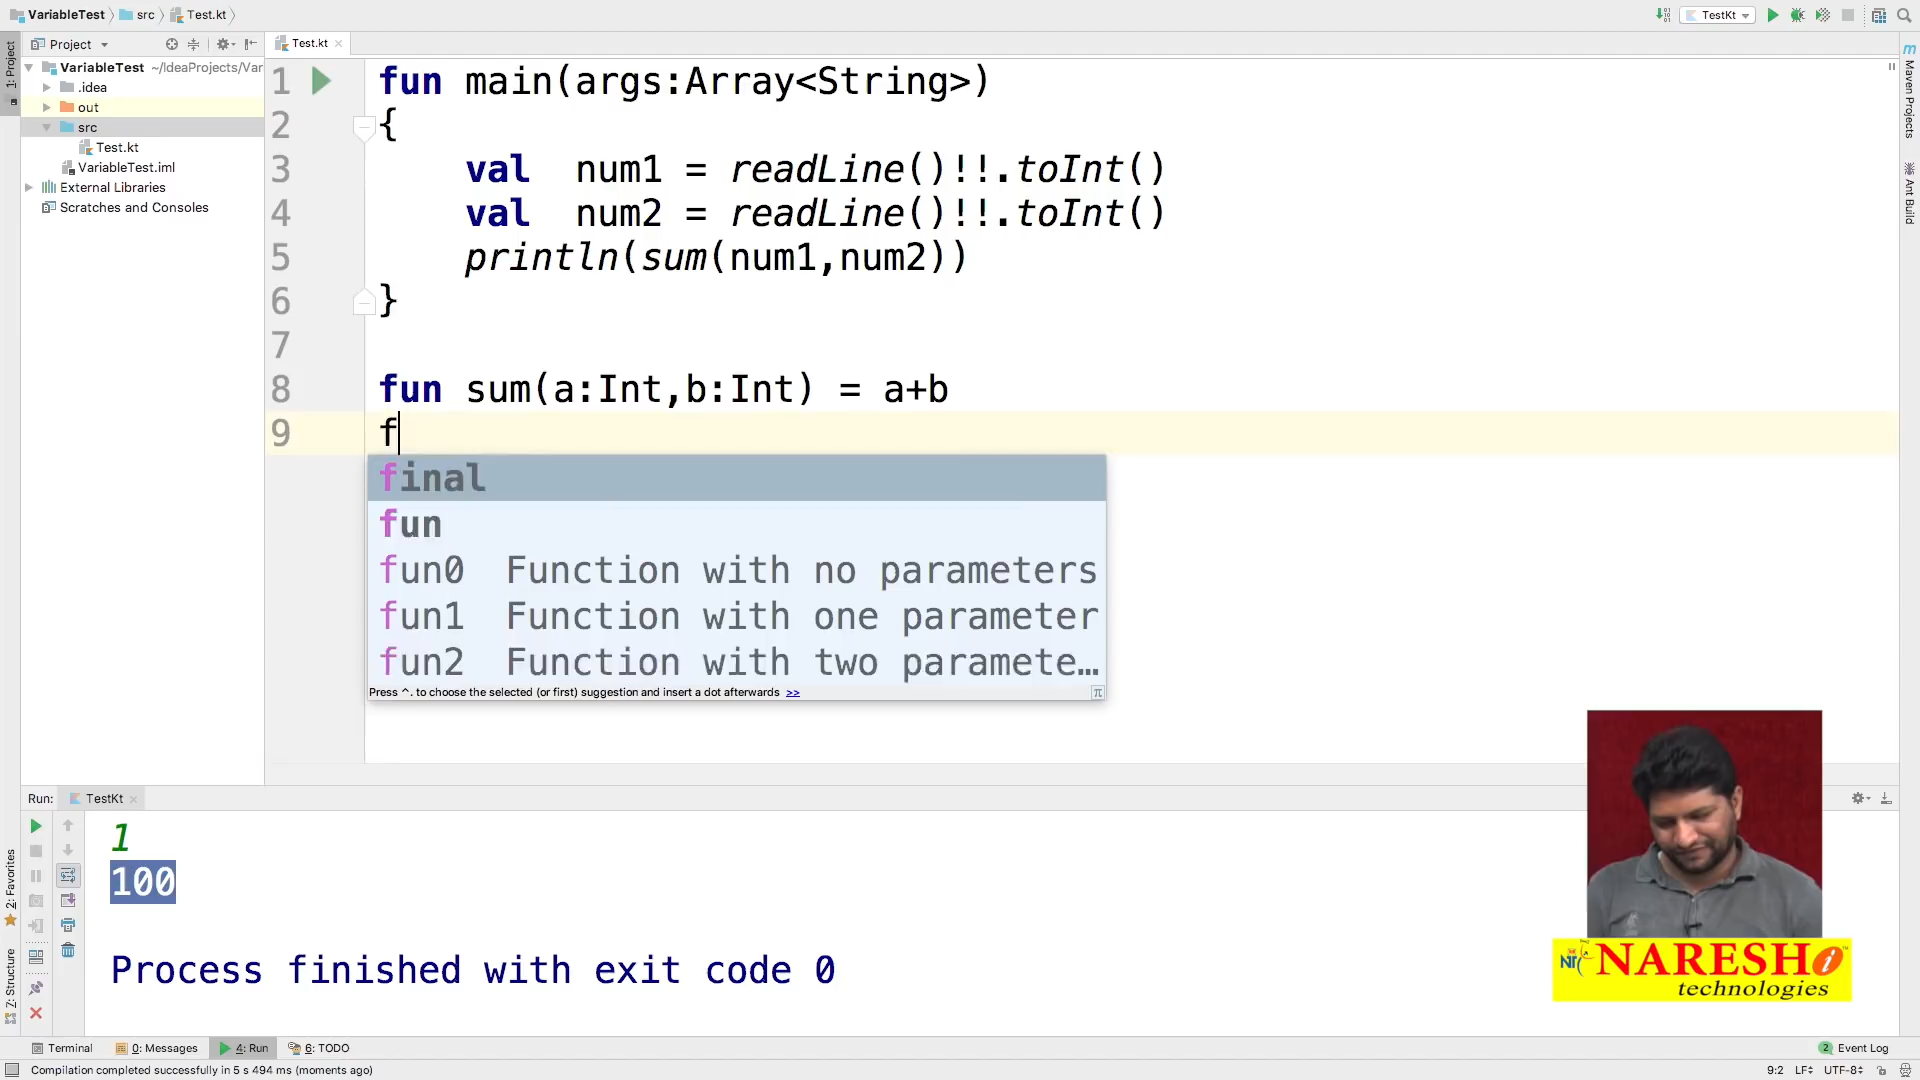 VariableTest src Test.kt
TestKt
Project
Test.kt
1: Project
VariableTest ~/IdeaProjects/Var
.idea
out
src
Test.kt
VariableTest.iml
External Libraries
Scratches and Consoles
1 fun main(args:Array<String>)
2 {
3 val num1 = readLine()!!.toInt()
4 val num2 = readLine()!!.toInt()
5 println(sum(num1,num2))
6 }
7
8 fun sum(a:Int,b:Int) = a+b
9 f
final
fun
fun0 Function with no parameters
fun1 Function with one parameter
fun2 Function with two paramete…
Press ^. to choose the selected (or first) suggestion and insert a dot afterwards >>
π
m Maven Projects
Ant Build
Run: TestKt
1
100
Process finished with exit code 0
2: Favorites
Z: Structure
NARESH i
technologies
Terminal 0: Messages 4: Run 6: TODO
2 Event Log
Compilation completed successfully in 5 s 494 ms (moments ago)
9:2 LF UTF-8